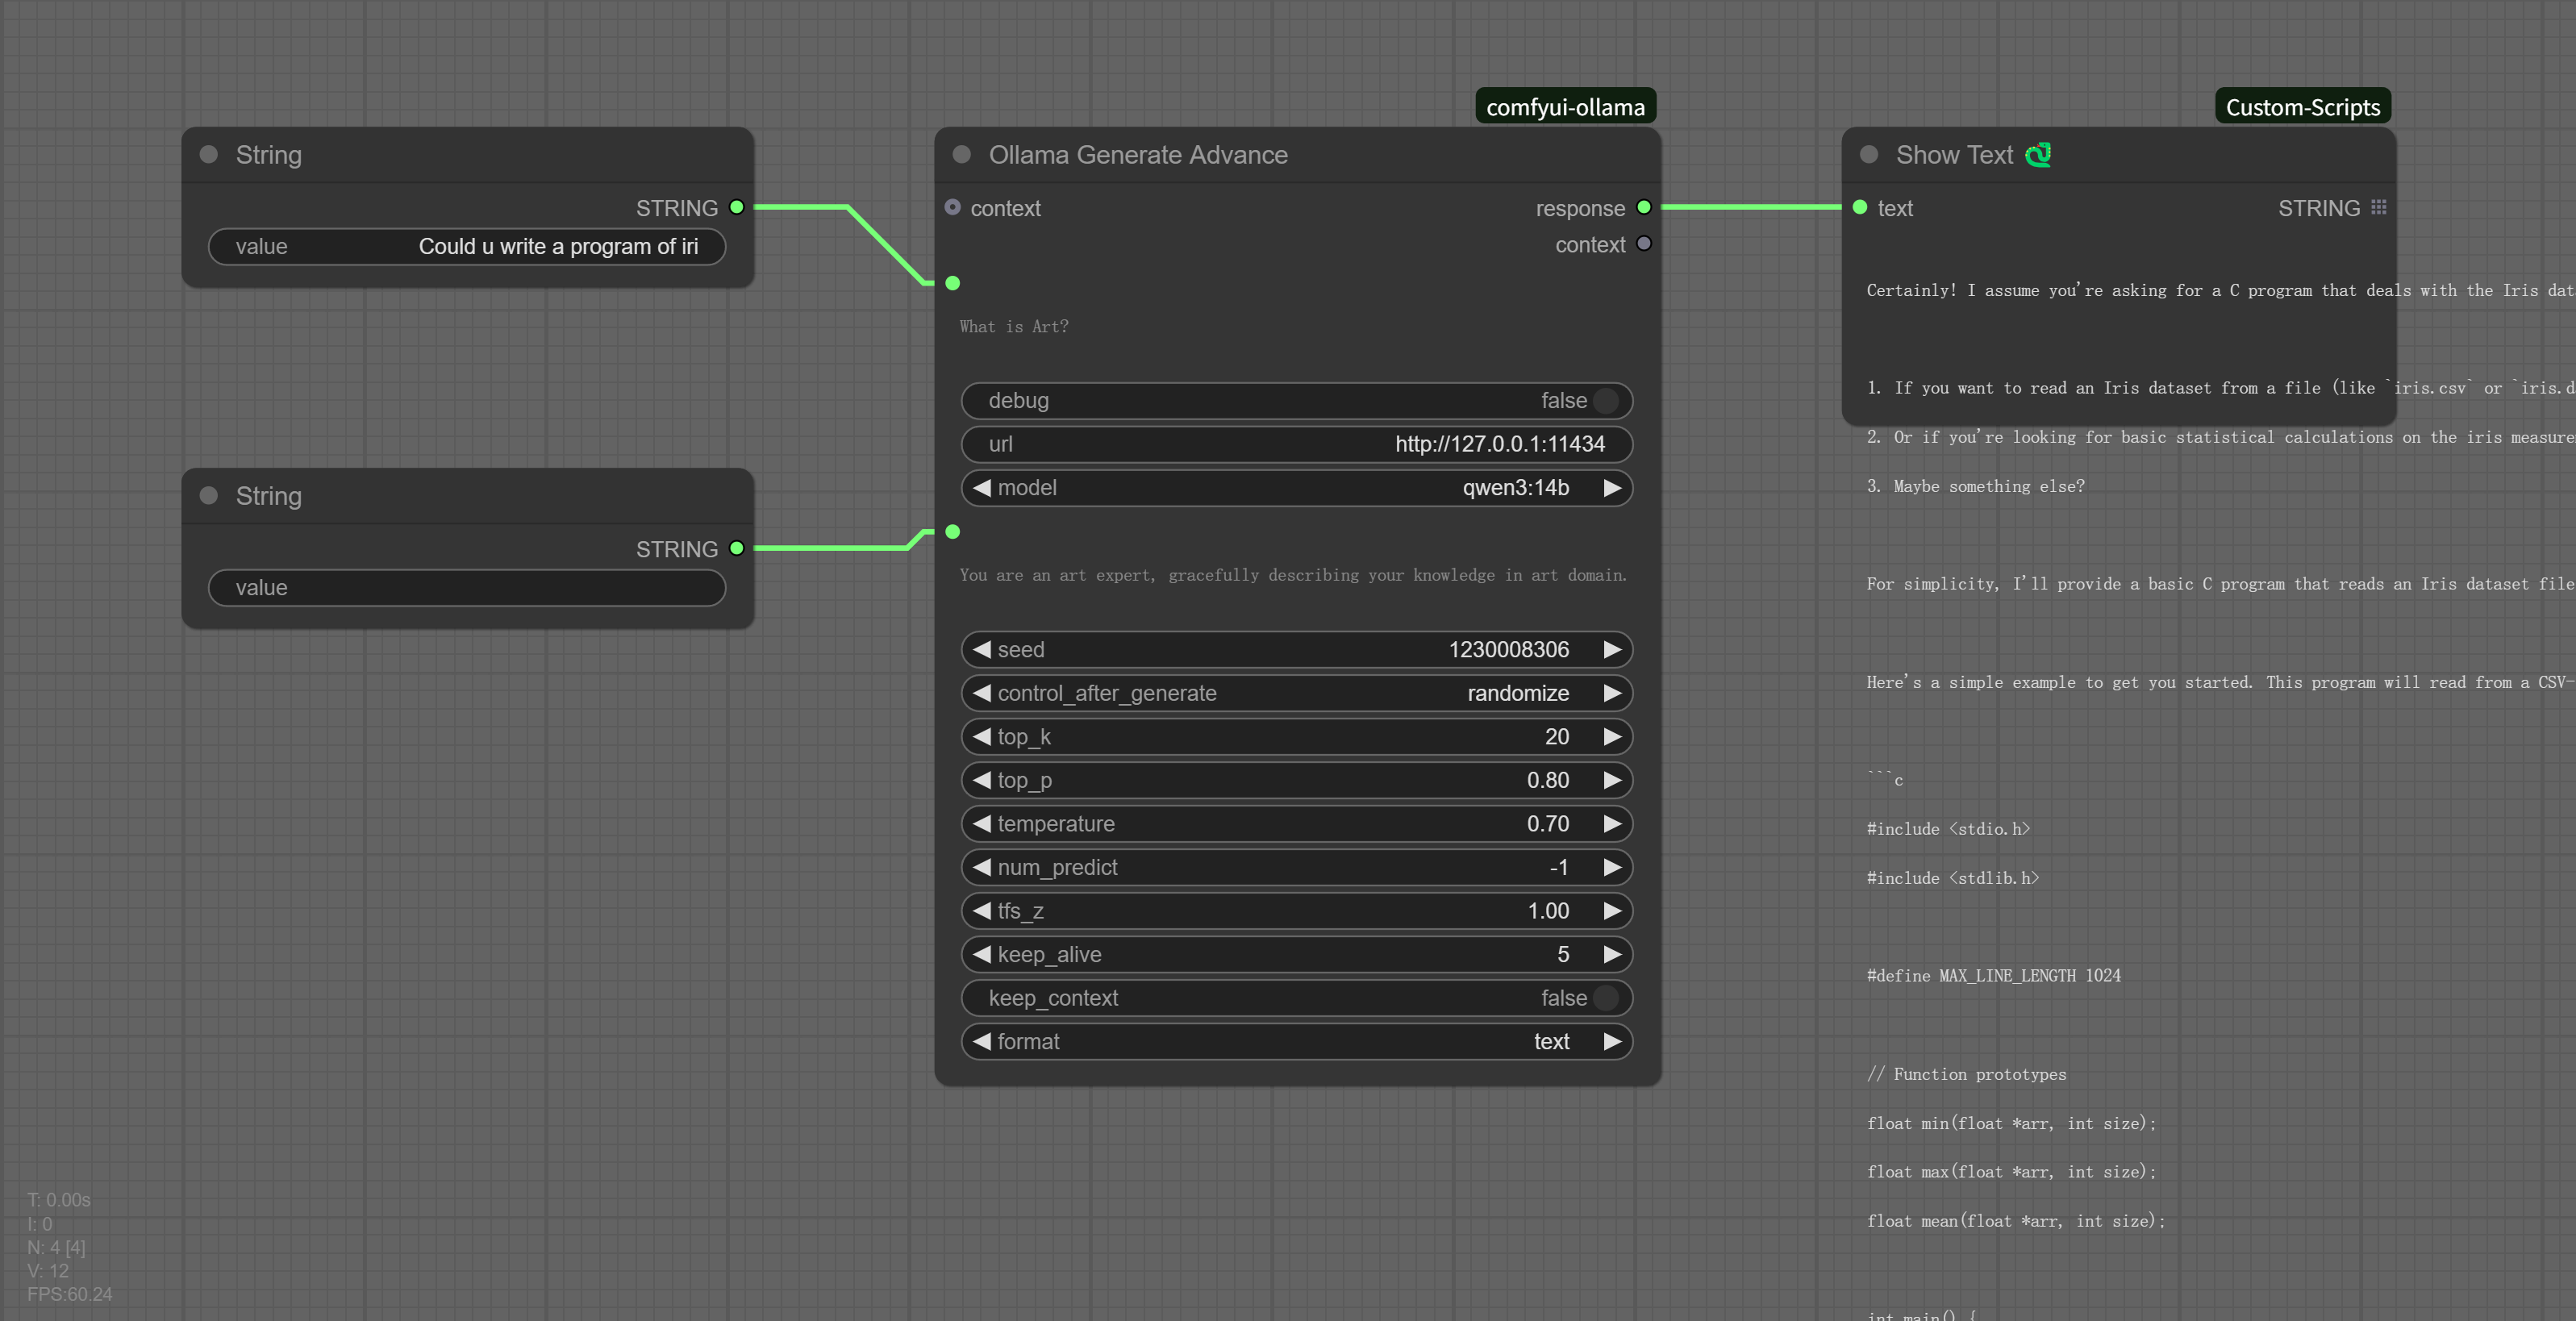 String
STRING
value Could u write a program of iri
String
STRING
value
comfyui-ollama
Ollama Generate Advance
context response
context
What is Art?
debug false
url http://127.0.0.1:11434
model qwen3:14b
You are an art expert, gracefully describing your knowledge in art domain.
seed 1230008306
control_after_generate randomize
top_k 20
top_p 0.80
temperature 0.70
num_predict -1
tfs_z 1.00
keep_alive 5
keep_context false
format text
Custom-Scripts
Show Text
text STRING
Certainly! I assume you're asking for a C program that deals with the Iris dat
1. If you want to read an Iris dataset from a file (like `iris.csv` or `iris.d
2. Or if you're looking for basic statistical calculations on the iris measure
3. Maybe something else?
For simplicity, I'll provide a basic C program that reads an Iris dataset file
Here's a simple example to get you started. This program will read from a CSV-
```c
#include <stdio.h>
#include <stdlib.h>
#define MAX_LINE_LENGTH 1024
// Function prototypes
float min(float *arr, int size);
float max(float *arr, int size);
float mean(float *arr, int size);
int main() {
T: 0.00s
I: 0
N: 4 [4]
V: 12
FPS:60.24